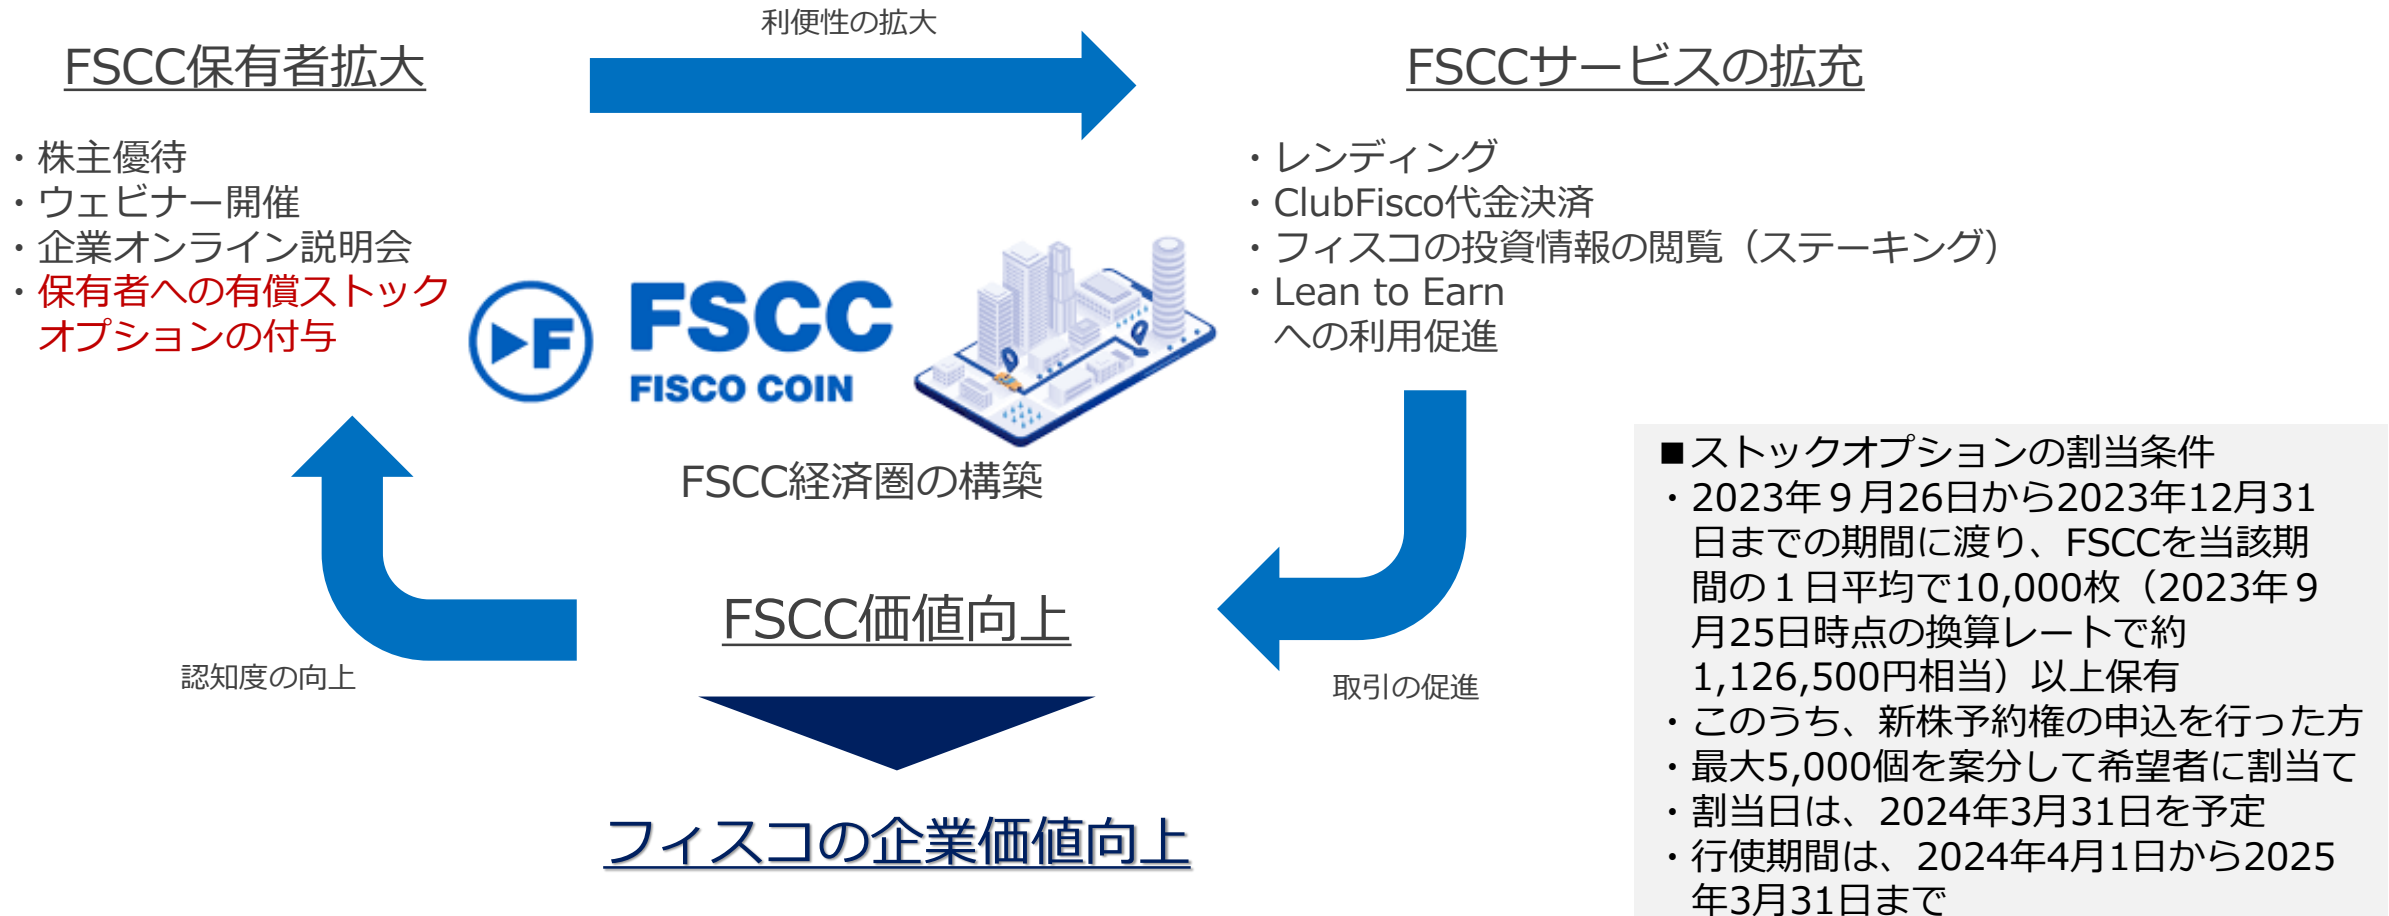 利便性の拡大
FSCC保有者拡大
・株主優待
・ウェビナー開催
・企業オンライン説明会
・保有者への有償ストック
オプションの付与
FSCCサービスの拡充
・レンディング
・ClubFisco代金決済
・フィスコの投資情報の閲覧（ステーキング）
・Lean to Earn
への利用促進
F
FSCC
FISCO COIN
FSCC経済圏の構築
FSCC価値向上
認知度の向上
取引の促進
フィスコの企業価値向上
■ストックオプションの割当条件
・2023年９月26日から2023年12月31
日までの期間に渡り、FSCCを当該期
間の１日平均で10,000枚（2023年９
月25日時点の換算レートで約
1,126,500円相当）以上保有
・このうち、新株予約権の申込を行った方
・最大5,000個を案分して希望者に割当て
・割当日は、2024年3月31日を予定
・行使期間は、2024年4月1日から2025
年3月31日まで